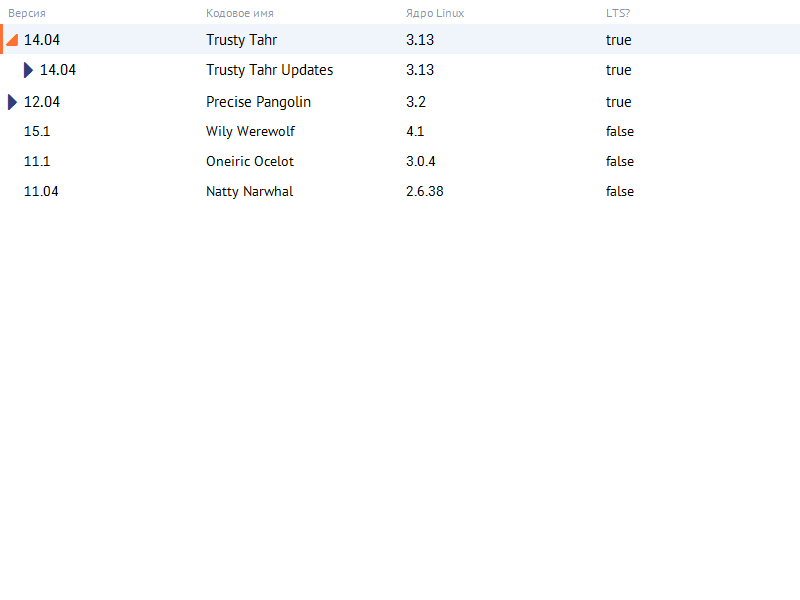 Версия Кодовое имя Ядро Linux LTS?
14.04 Trusty Tahr 3.13 true
14.04 Trusty Tahr Updates 3.13 true
12.04 Precise Pangolin 3.2 true
15.1 Wily Werewolf 4.1 false
11.1 Oneiric Ocelot 3.0.4 false
11.04 Natty Narwhal 2.6.38 false